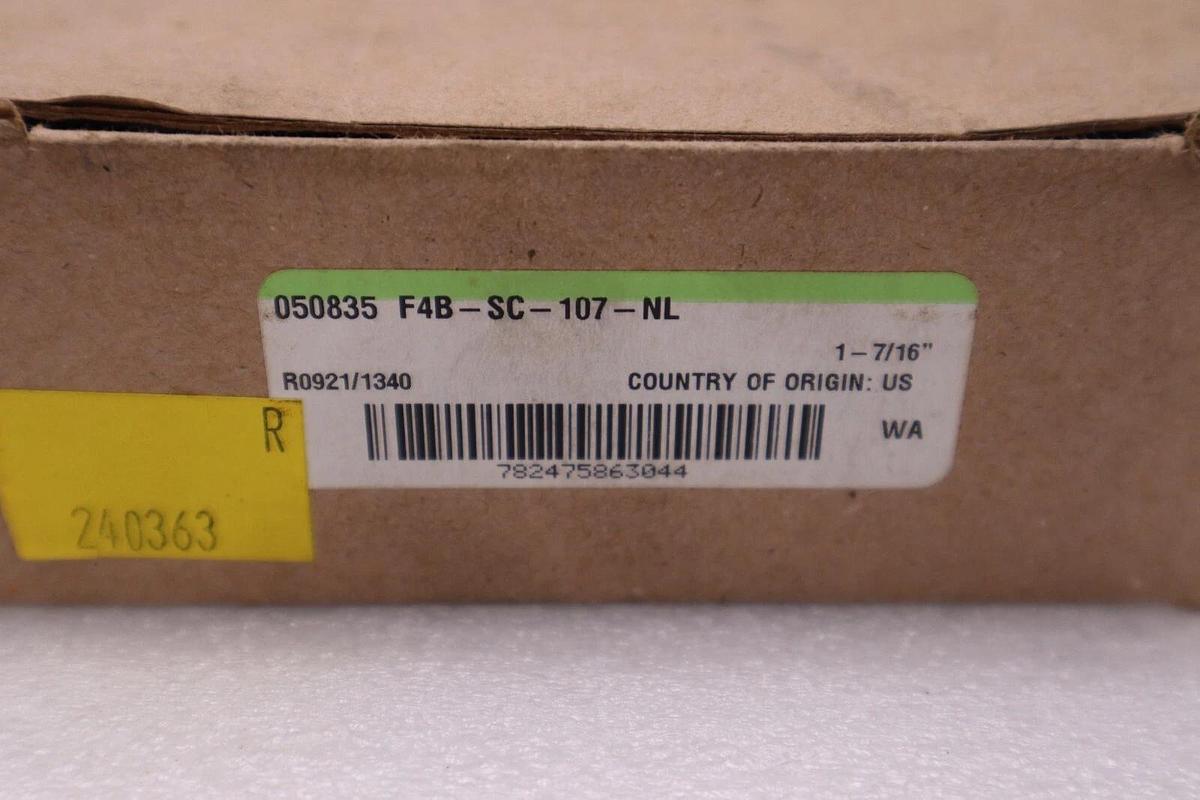 050835 F4B-SC-107-NL
1-7/16"
R0921/1340 COUNTRY OF ORIGIN: US
WA
782475863044
R
240363